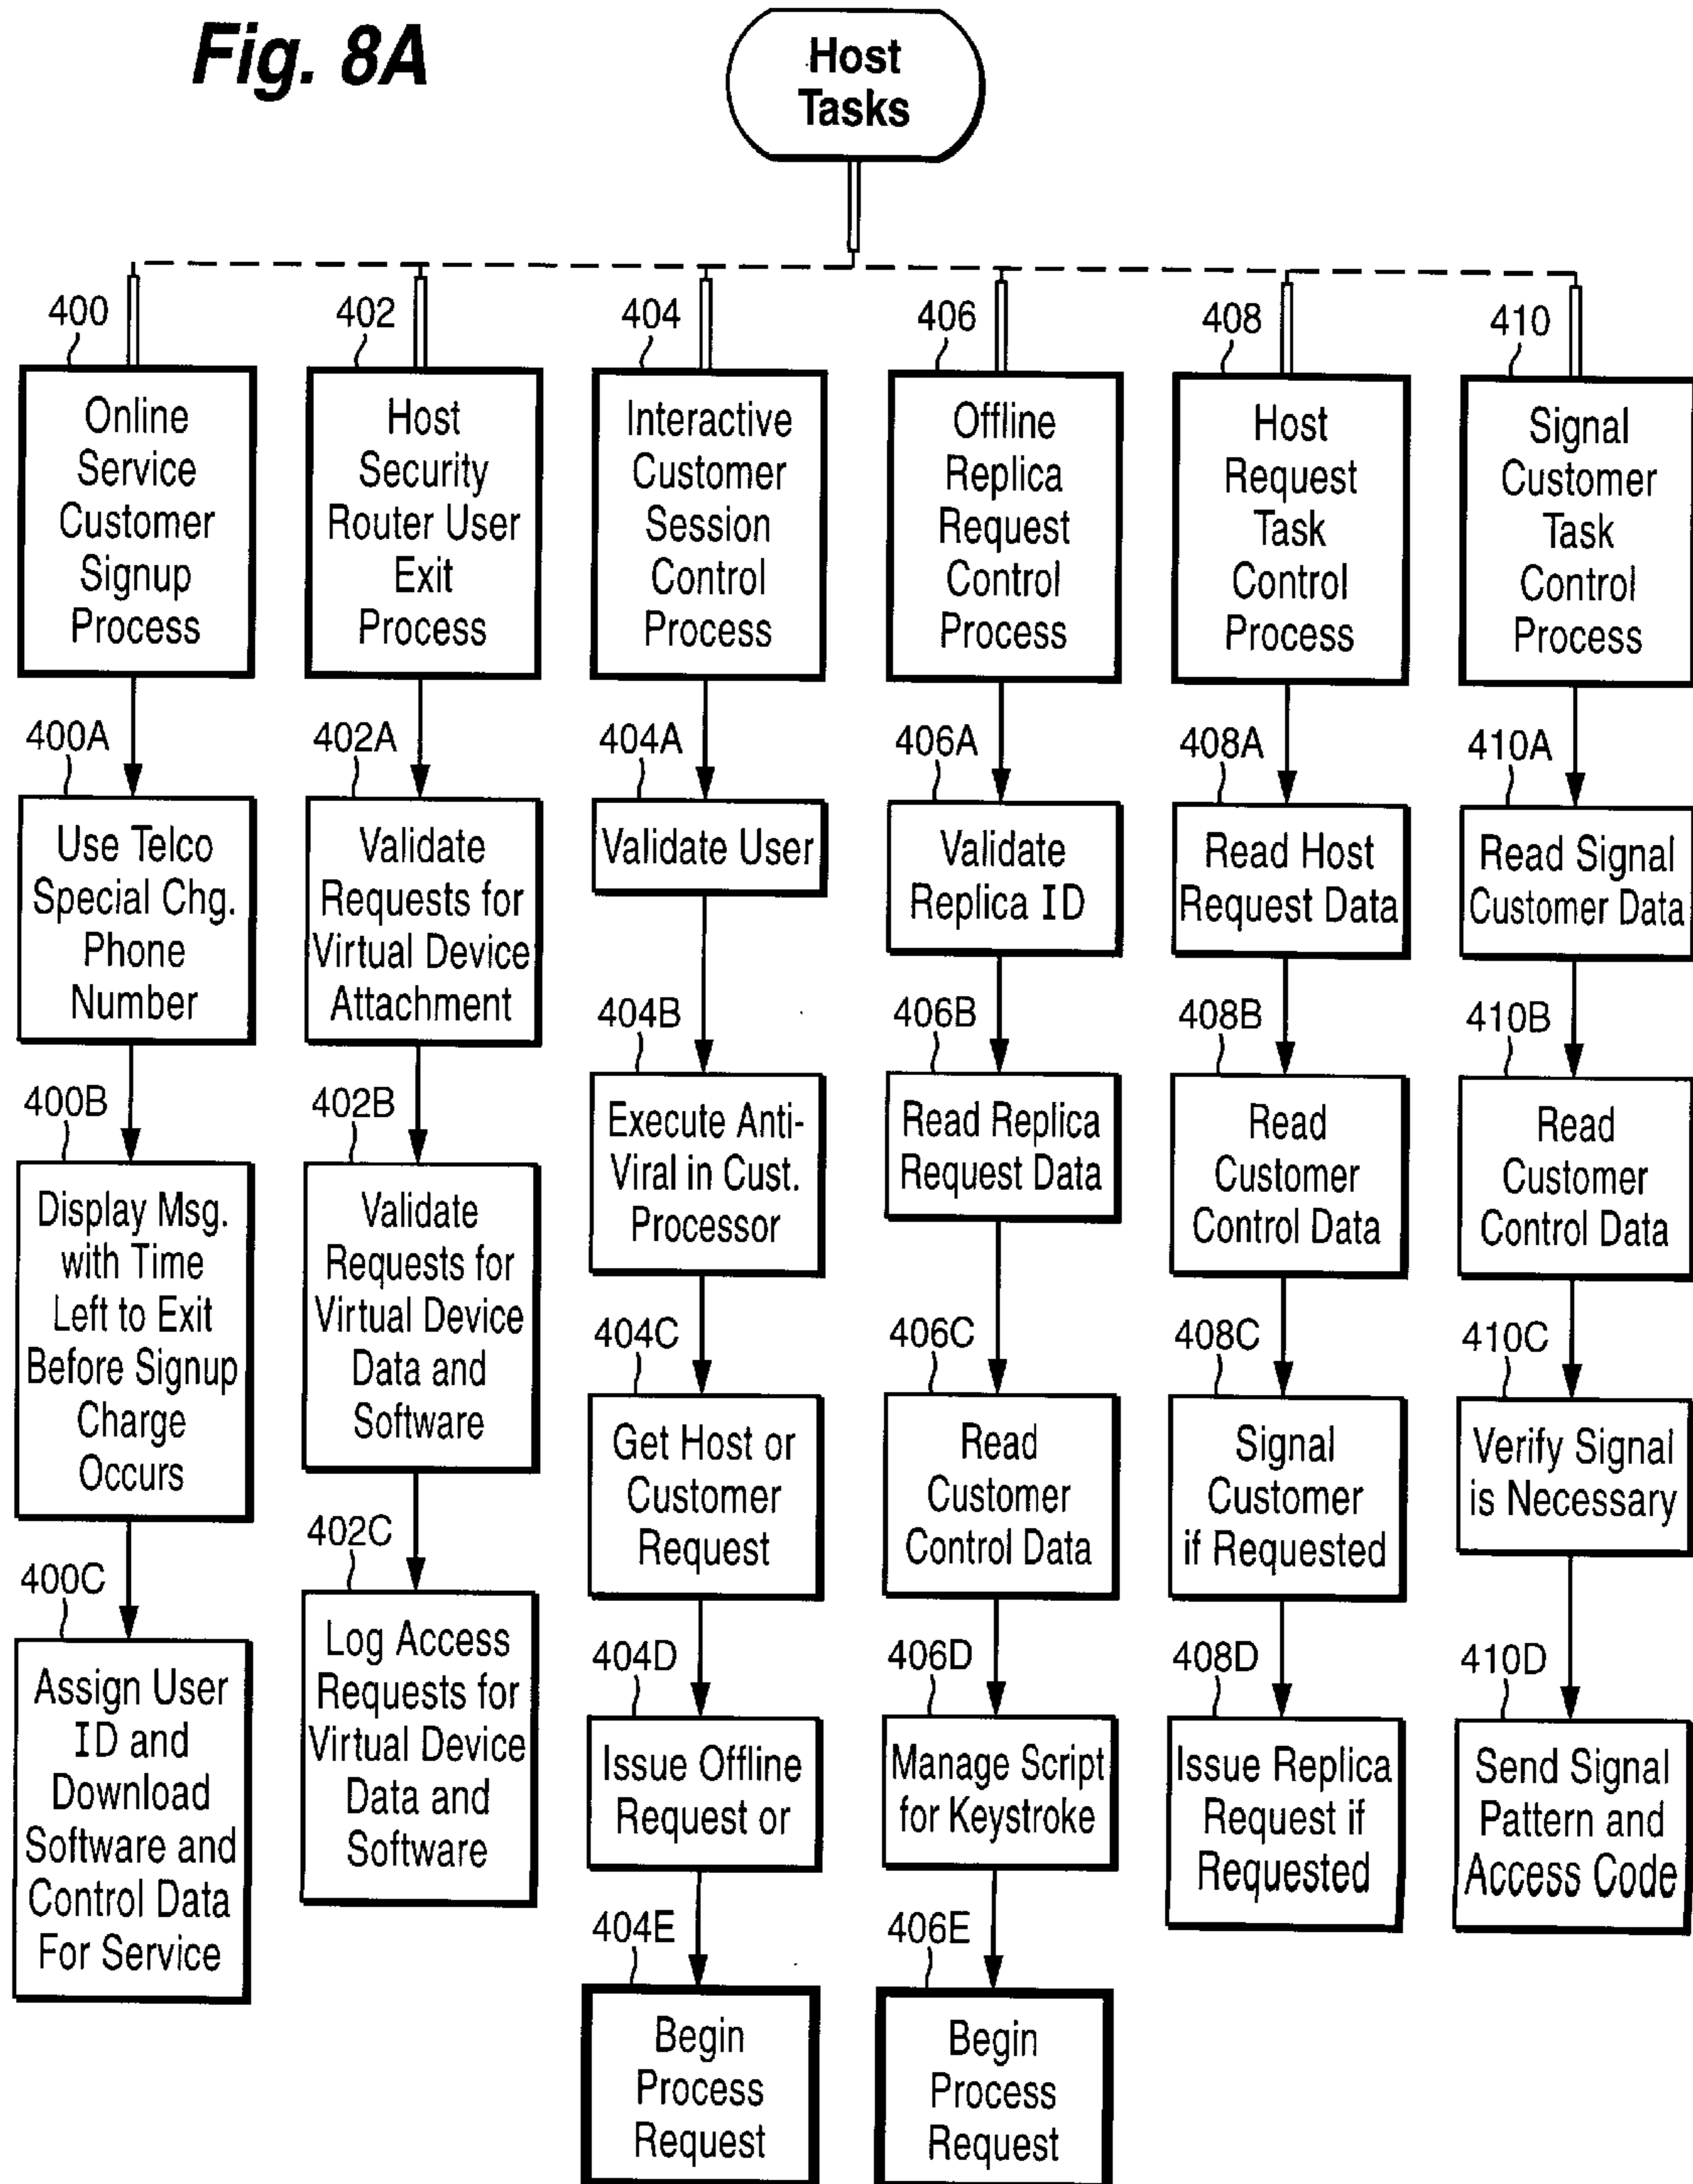 Fig. 8A
Host
Tasks
400
Online
Service
Customer
Signup
Process
400A
Use Telco
Special Chg.
Phone
Number
400B
Display Msg.
with Time
Left to Exit
Before Signup
Charge
Occurs
400C
Assign User
ID and
Download
Software and
Control Data
For Service
402
Host
Security
Router User
Exit
Process
402A
Validate
Requests for
Virtual Device
Attachment
402B
Validate
Requests for
Virtual Device
Data and
Software
402C
Log Access
Requests for
Virtual Device
Data and
Software
404
Interactive
Customer
Session
Control
Process
404A
Validate User
404B
Execute Anti-
Viral in Cust.
Processor
404C
Get Host or
Customer
Request
404D
Issue Offline
Request or
404E
Begin
Process
Request
406
Offline
Replica
Request
Control
Process
406A
Validate
Replica ID
406B
Read Replica
Request Data
406C
Read
Customer
Control Data
406D
Manage Script
for Keystroke
406E
Begin
Process
Request
408
Host
Request
Task
Control
Process
408A
Read Host
Request Data
408B
Read
Customer
Control Data
408C
Signal
Customer
if Requested
408D
Issue Replica
Request if
Requested
410
Signal
Customer
Task
Control
Process
410A
Read Signal
Customer Data
410B
Read
Customer
Control Data
410C
Verify Signal
is Necessary
410D
Send Signal
Pattern and
Access Code